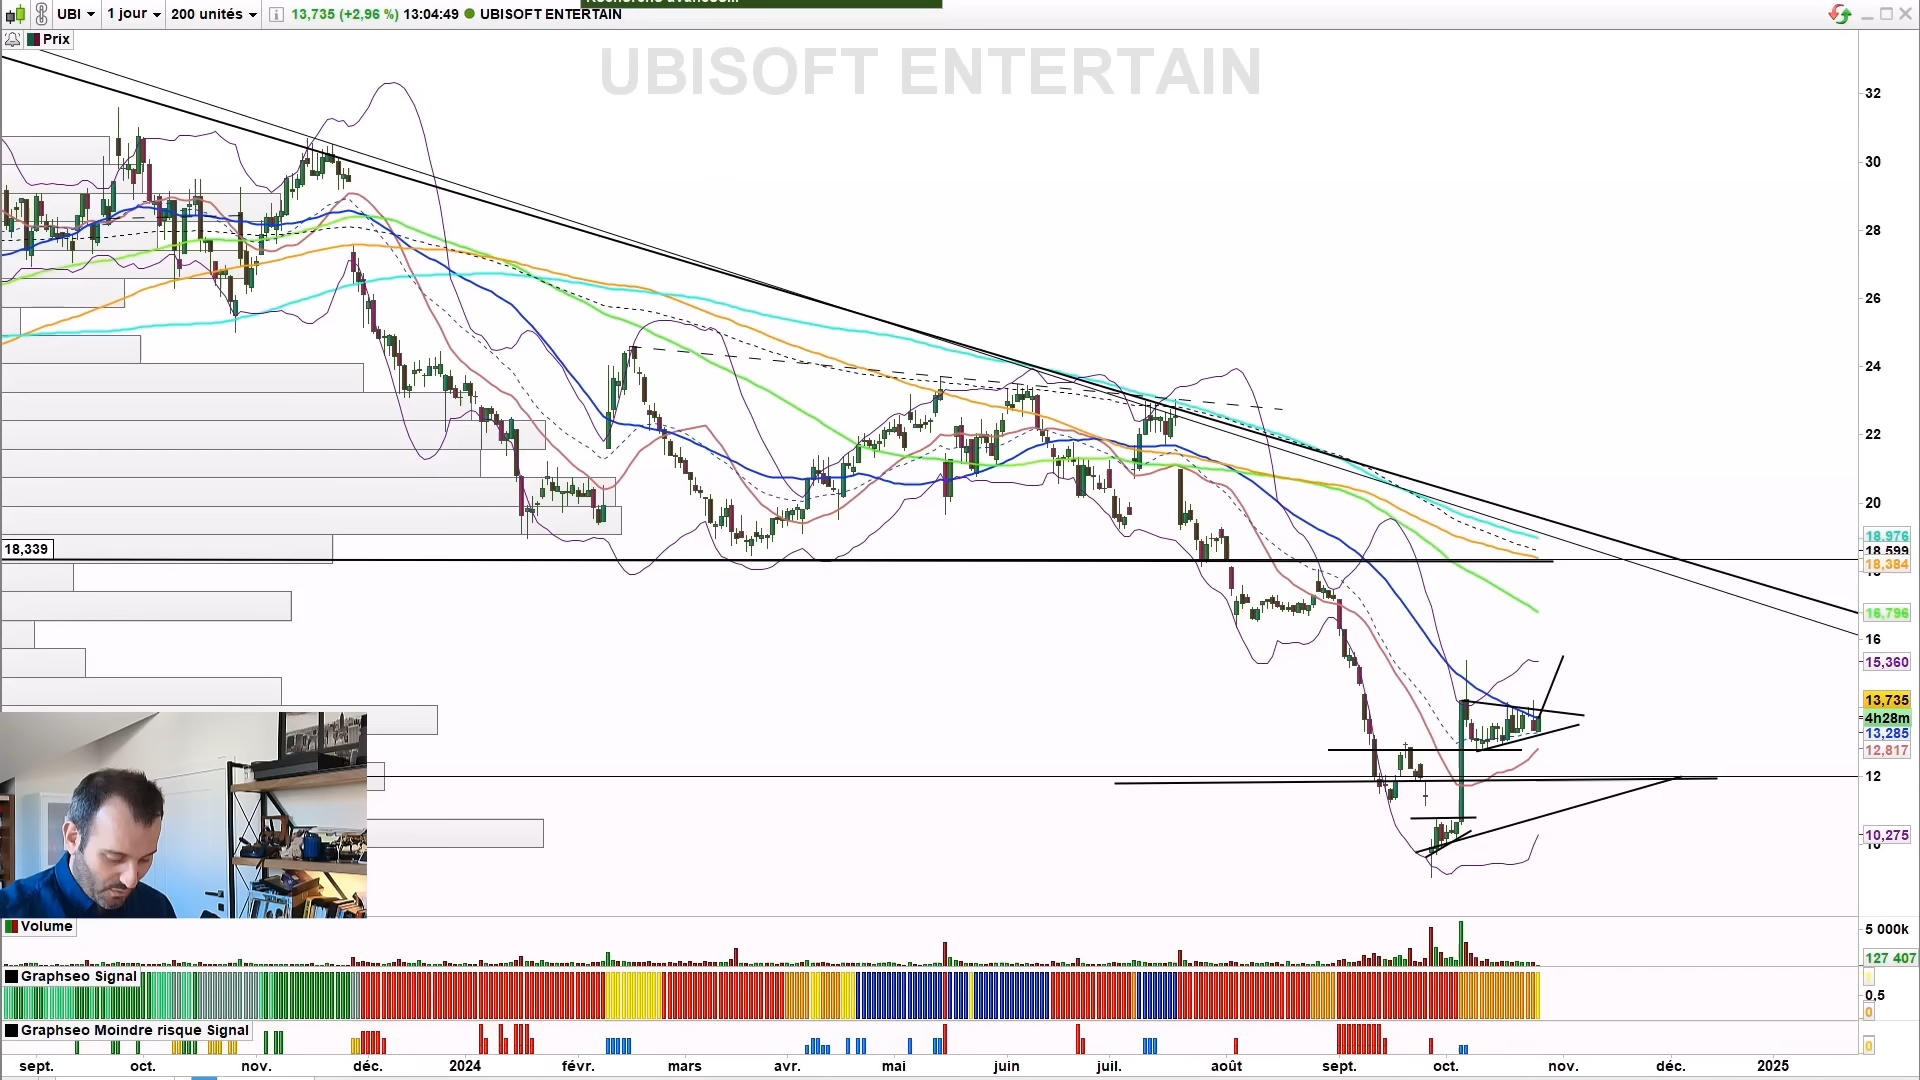 UBI 1 jour 200 unités 13,735 (+2,96 %) 13:04:49 UBISOFT ENTERTAIN
Prix
UBISOFT ENTERTAIN
32
30
28
26
24
22
20
18,976
18,599
18,384
18,339
16,796
16
15,360
13,735
4h28m
13,285
12,817
12
10,275
10
Volume
5 000k
127 407
Graphseo Signal
0,5
0
Graphseo Moindre risque Signal
0
sept. oct. nov. déc. 2024 févr. mars avr. mai juin juil. août sept. oct. nov. déc. 2025